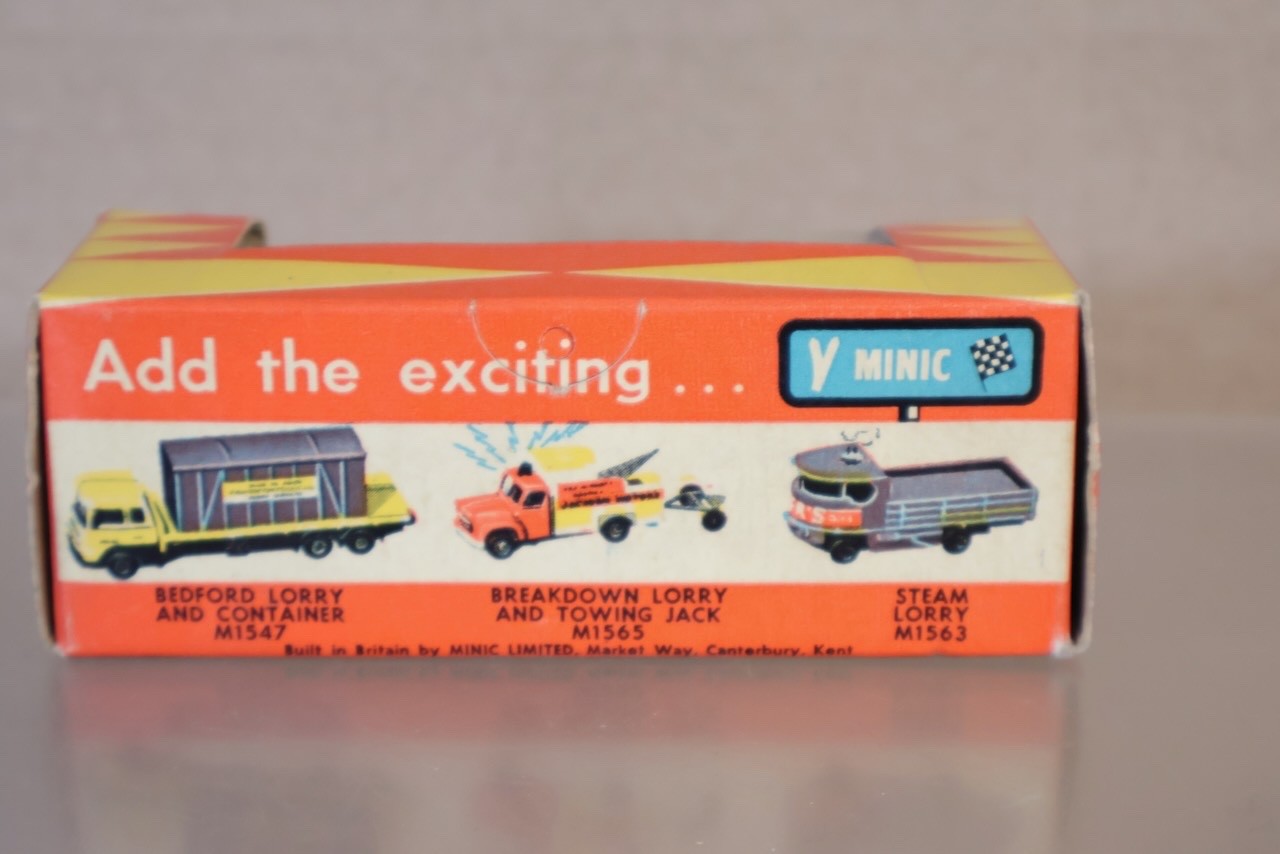 Add the exciting ...
MINIC
BEDFORD LORRY
AND CONTAINER
M1547
BREAKDOWN LORRY
AND TOWING JACK
M1565
STEAM
LORRY
M1563
Built in Britain by MINIC LIMITED, Market Way, Canterbury, Kent